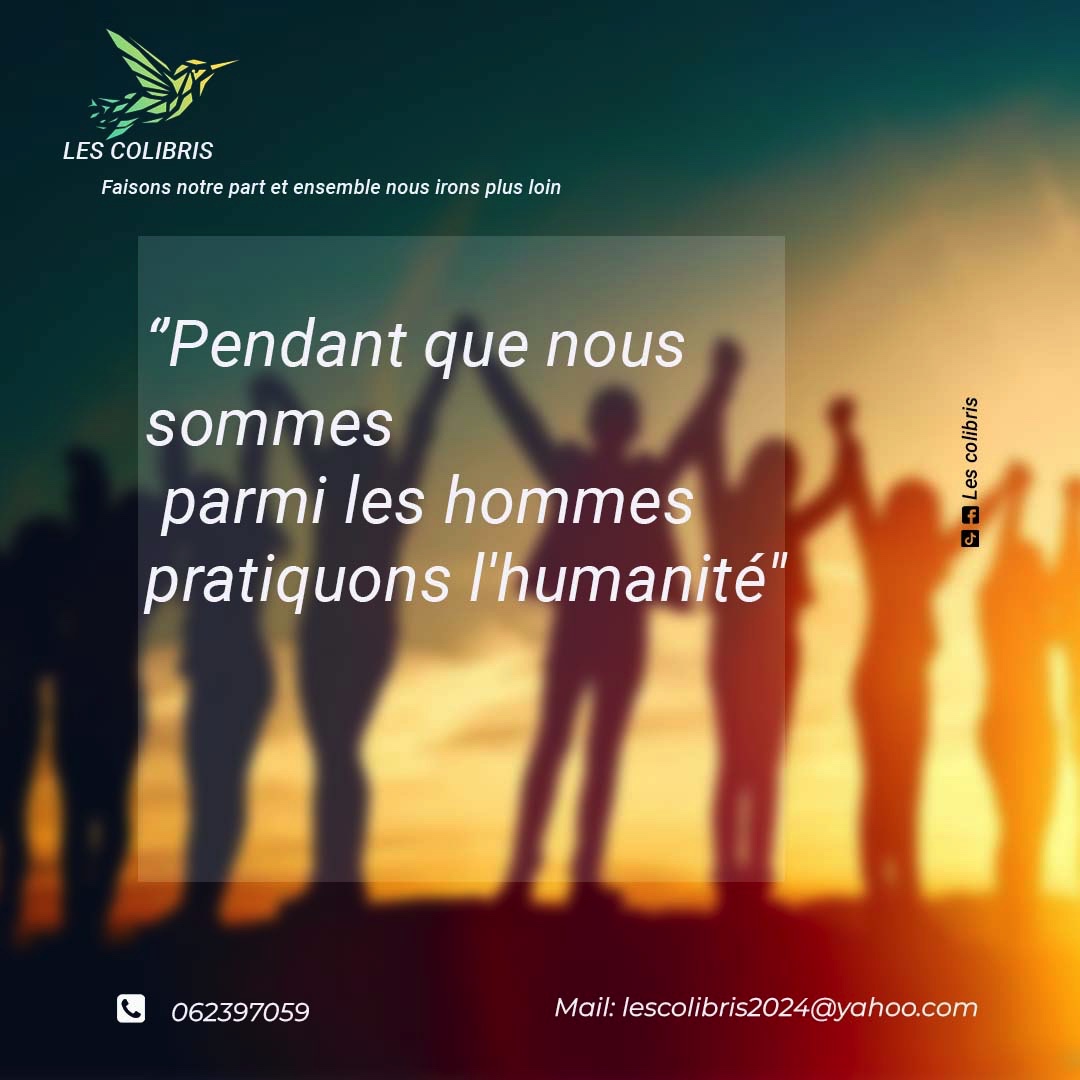 LES COLIBRIS
Faisons notre part et ensemble nous irons plus loin
“Pendant que nous
sommes
parmi les hommes
pratiquons l'humanité"
Les colibris
062397059
Mail: lescolibris2024@yahoo.com